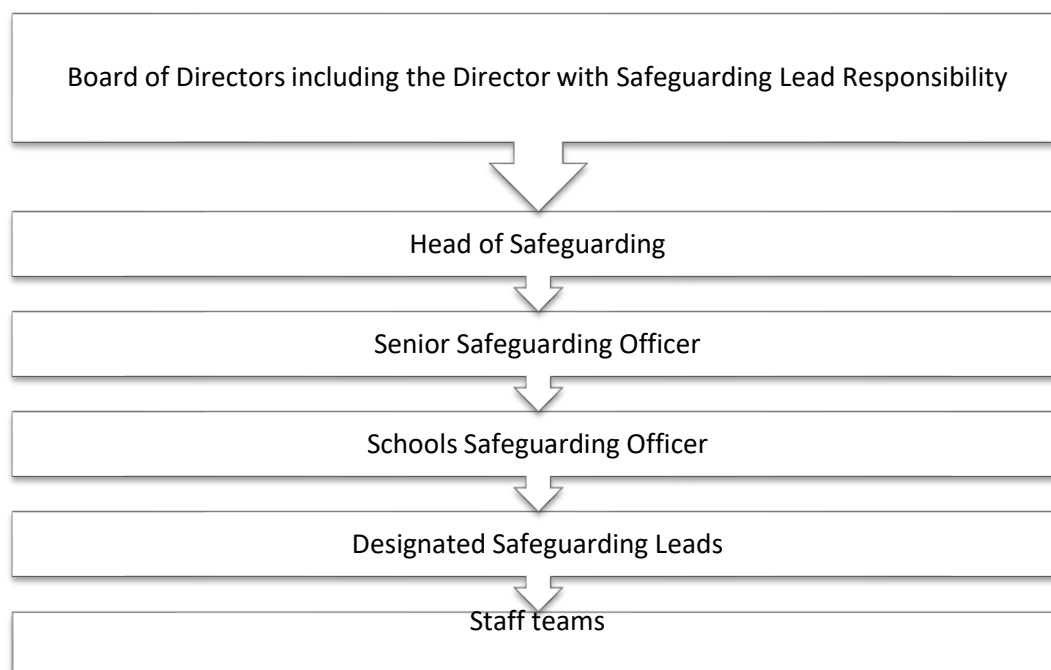 Board of Directors including the Director with Safeguarding Lead Responsibility
Head of Safeguarding
Senior Safeguarding Officer
Schools Safeguarding Officer
Designated Safeguarding Leads
Staff teams